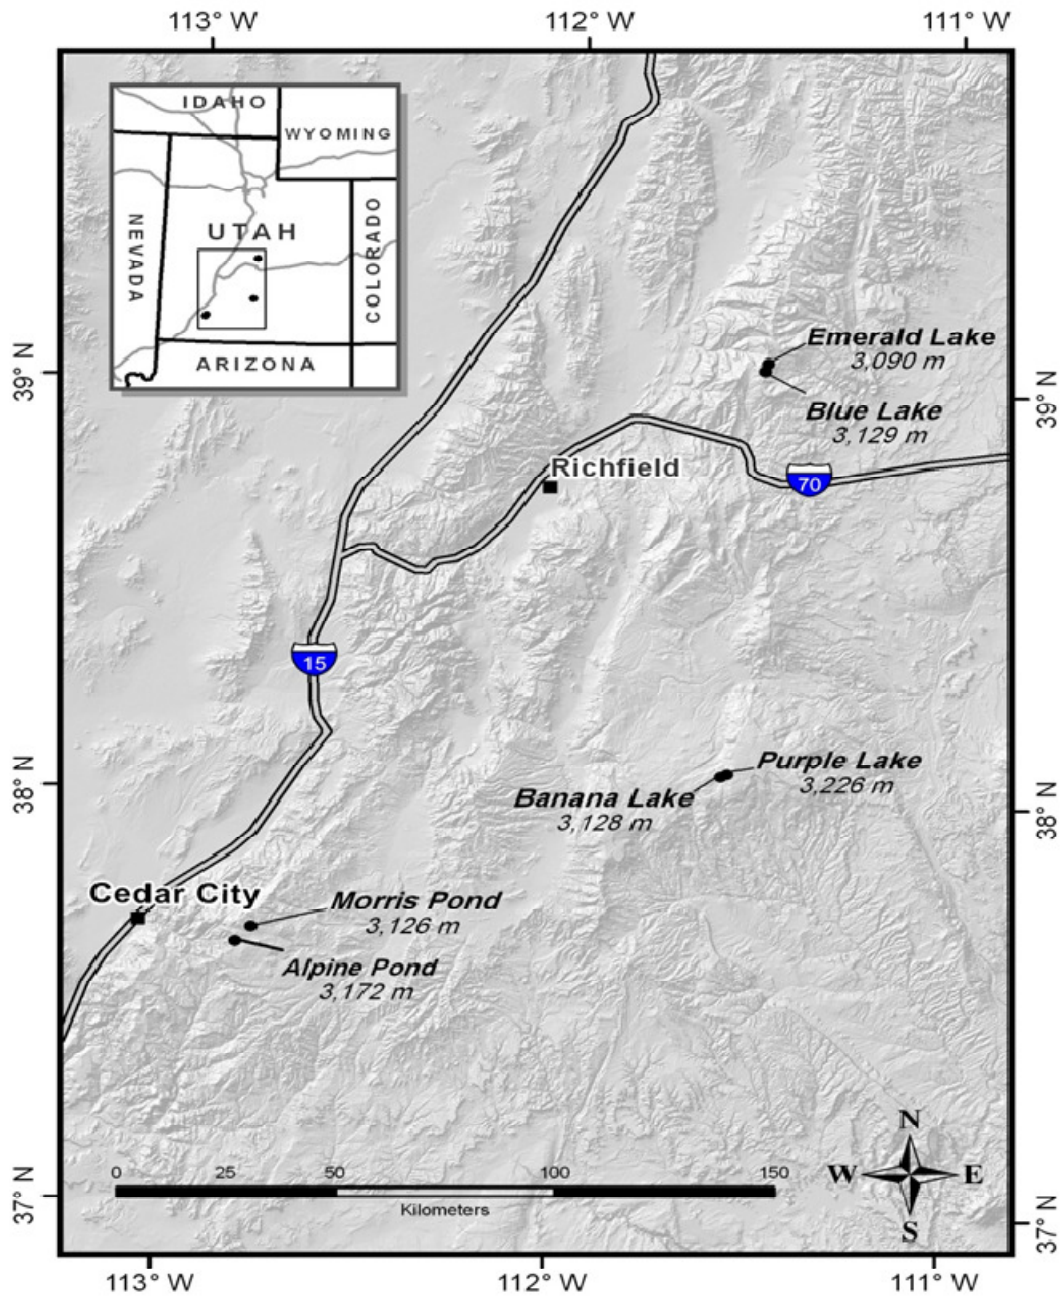 113° W 112° W 111° W
IDAHO
WYOMING
NEVADA
UTAH
COLORADO
ARIZONA
39° N
39° N
Emerald Lake
3,090 m
Blue Lake
3,129 m
Richfield
70
15
38° N
38° N
Purple Lake
3,226 m
Banana Lake
3,128 m
Cedar City
Morris Pond
3,126 m
Alpine Pond
3,172 m
N
W E
S
0 25 50 100 150
Kilometers
37° N
37° N
113° W 112° W 111° W